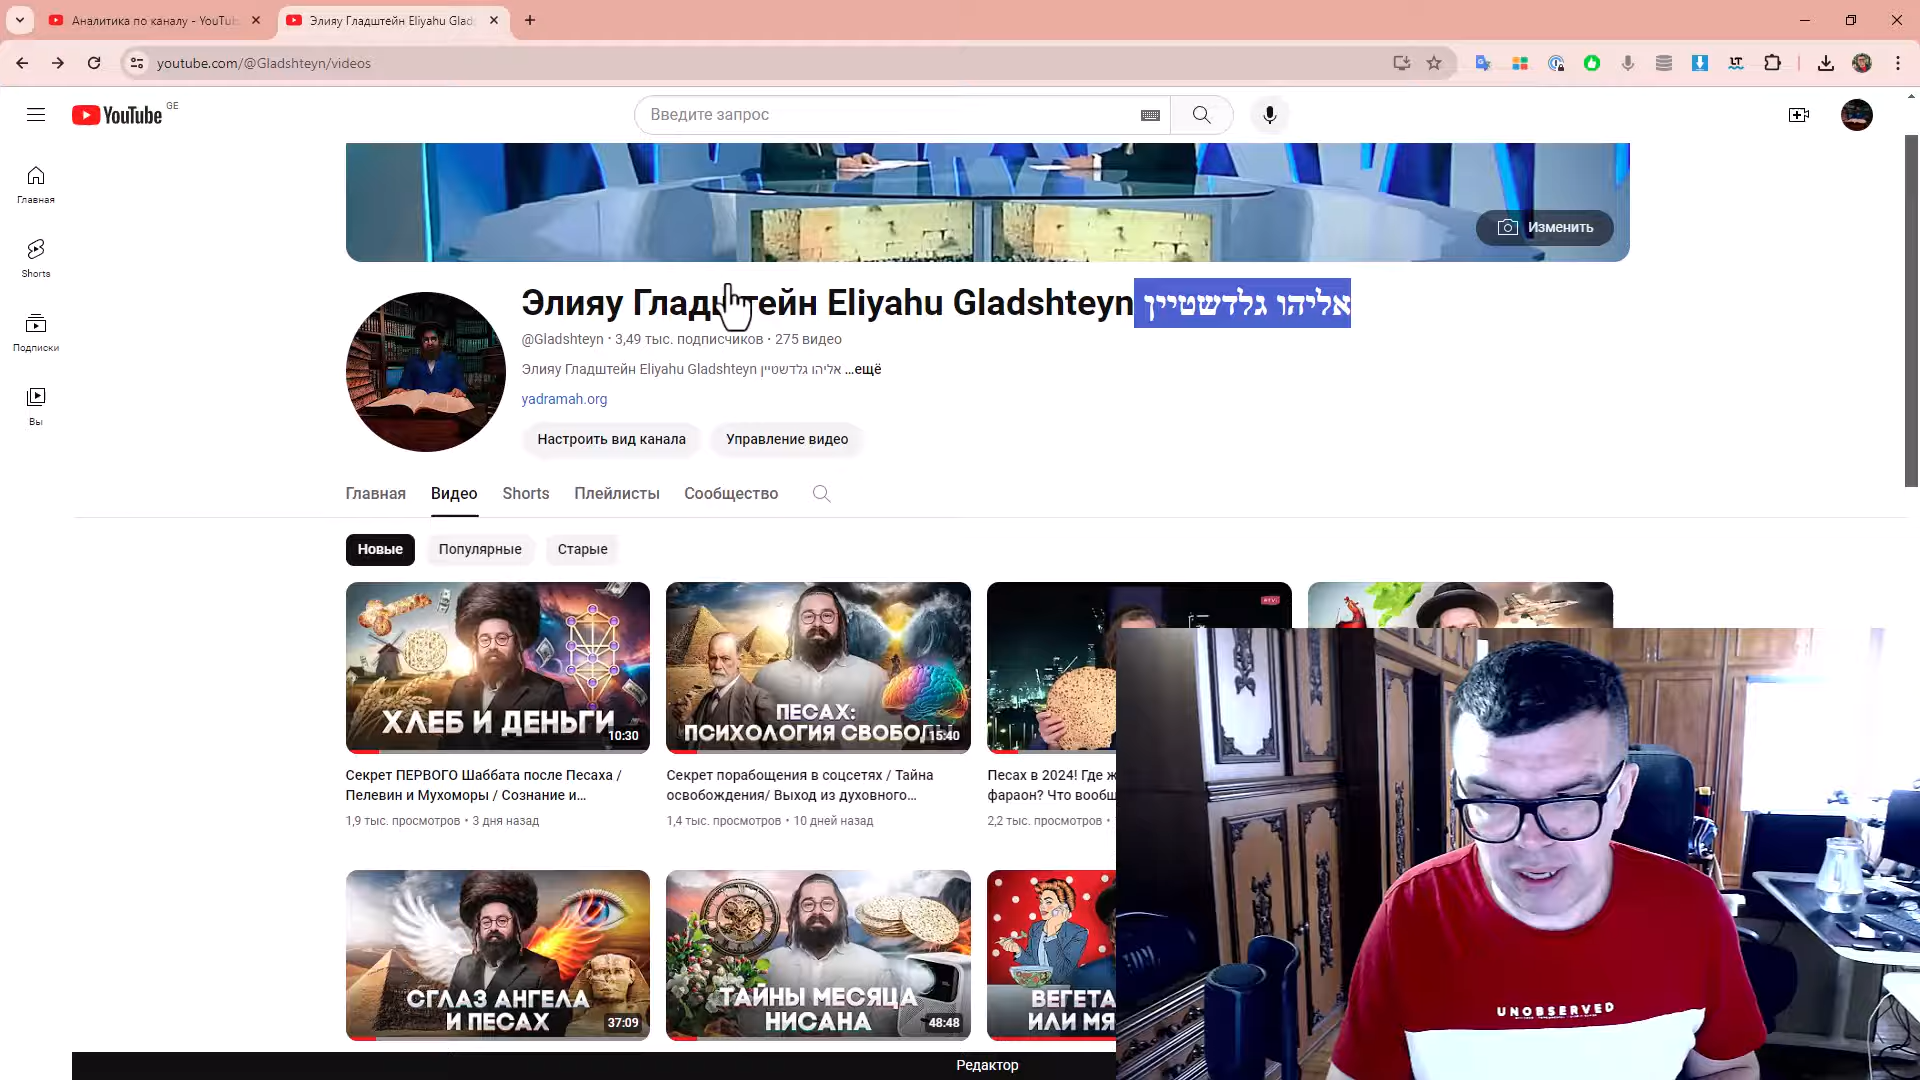 Аналитика по каналу - YouTub
Элияу Гладштейн Eliyahu Glad
youtube.com/@Gladshteyn/videos
YouTube GE
Введите запрос
Главная
Shorts
Подписки
Вы
Изменить
Элияу Гладштейн Eliyahu Gladshteyn אליהו גלדשטיין
@Gladshteyn · 3,49 тыс. подписчиков · 275 видео
Элияу Гладштейн Eliyahu Gladshteyn אליהו גלדשטיין ...ещё
yadramah.org
Настроить вид канала
Управление видео
Главная Видео Shorts Плейлисты Сообщество
Новые Популярные Старые
ХЛЕБ И ДЕНЬГИ
10:30
ПЕСАХ:
ПСИХОЛОГИЯ СВОБОДЫ
15:40
RTVI
Секрет ПЕРВОГО Шаббата после Песаха /
Пелевин и Мухоморы / Сознание и...
1,9 тыс. просмотров • 3 дня назад
Секрет порабощения в соцсетях / Тайна
освобождения/ Выход из духовного...
1,4 тыс. просмотров • 10 дней назад
Песах в 2024! Где ж
фараон? Что вообщ
2,2 тыс. просмотров •
СГЛАЗ АНГЕЛА
И ПЕСАХ
37:09
ТАЙНЫ МЕСЯЦА
НИСАНА
48:48
ВЕГЕТА
ИЛИ МЯ
UNOBSERVED
Редактор